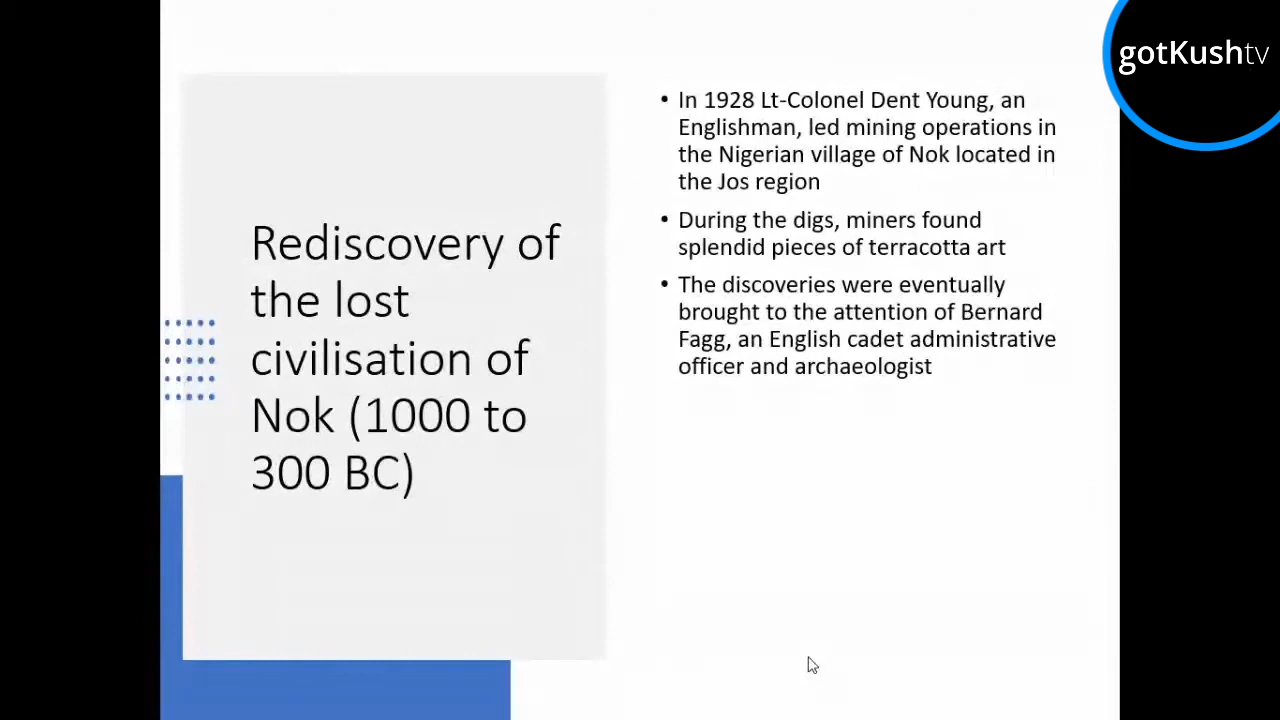 gotKushtv
Rediscovery of
the lost
civilisation of
Nok (1000 to
300 BC)
• In 1928 Lt-Colonel Dent Young, an
Englishman, led mining operations in
the Nigerian village of Nok located in
the Jos region
• During the digs, miners found
splendid pieces of terracotta art
• The discoveries were eventually
brought to the attention of Bernard
Fagg, an English cadet administrative
officer and archaeologist